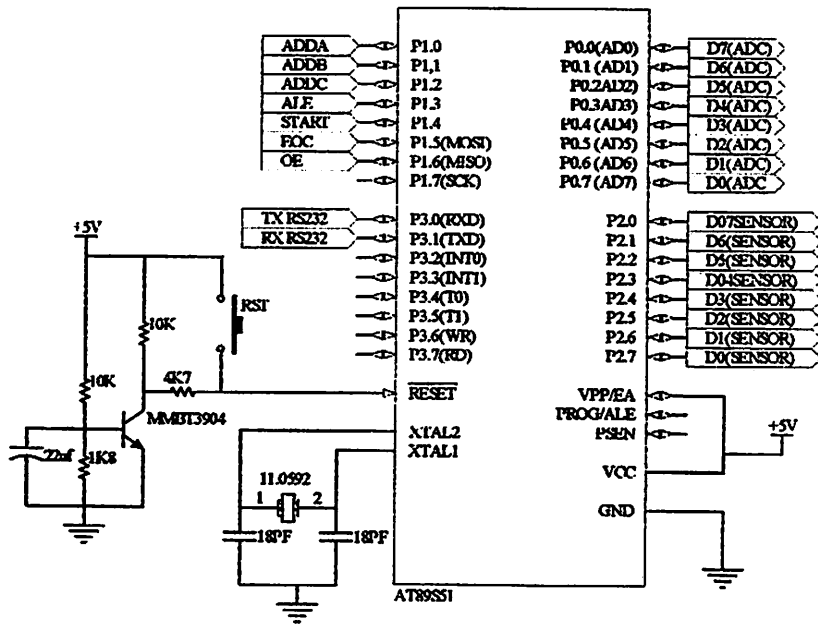 ADDA
ADDB
ADDC
ALE
START
EOC
OE
P1.0
P1,1
P1.2
P1.3
P1.4
P1.5(MOSI)
P1.6(MISO)
P1.7(SCK)
P0.0(AD0)
P0.1 (AD1)
P0.2AD2)
P0.3AD3)
P0.4 (AD4)
P0.5 (AD5)
P0.6 (AD6)
P0.7 (AD7)
D7(ADC)
D6(ADC)
D5(ADC)
D4(ADC)
D3(ADC)
D2(ADC)
D1(ADC)
D0(ADC
TX RS232
RX RS232
P3.0(RXD)
P3.1(TXD)
P3.2(INT0)
P3.3(INT1)
P3.4(T0)
P3.5(T1)
P3.6(WR)
P3.7(RD)
P2.0
P2.1
P2.2
P2.3
P2.4
P2.5
P2.6
P2.7
D07SENSOR)
D6(SENSOR)
D5(SENSOR)
D04SENSOR)
D3(SENSOR)
D2(SENSOR)
D1(SENSOR)
D0(SENSOR)
+5V
10K
RST
10K
4K7
MMBT3904
22uf
1K8
RESET
XTAL2
XTAL1
VPP/EA
PROG/ALE
PSEN
VCC
GND
+5V
11.0592
1 2
18PF
18PF
AT89S51